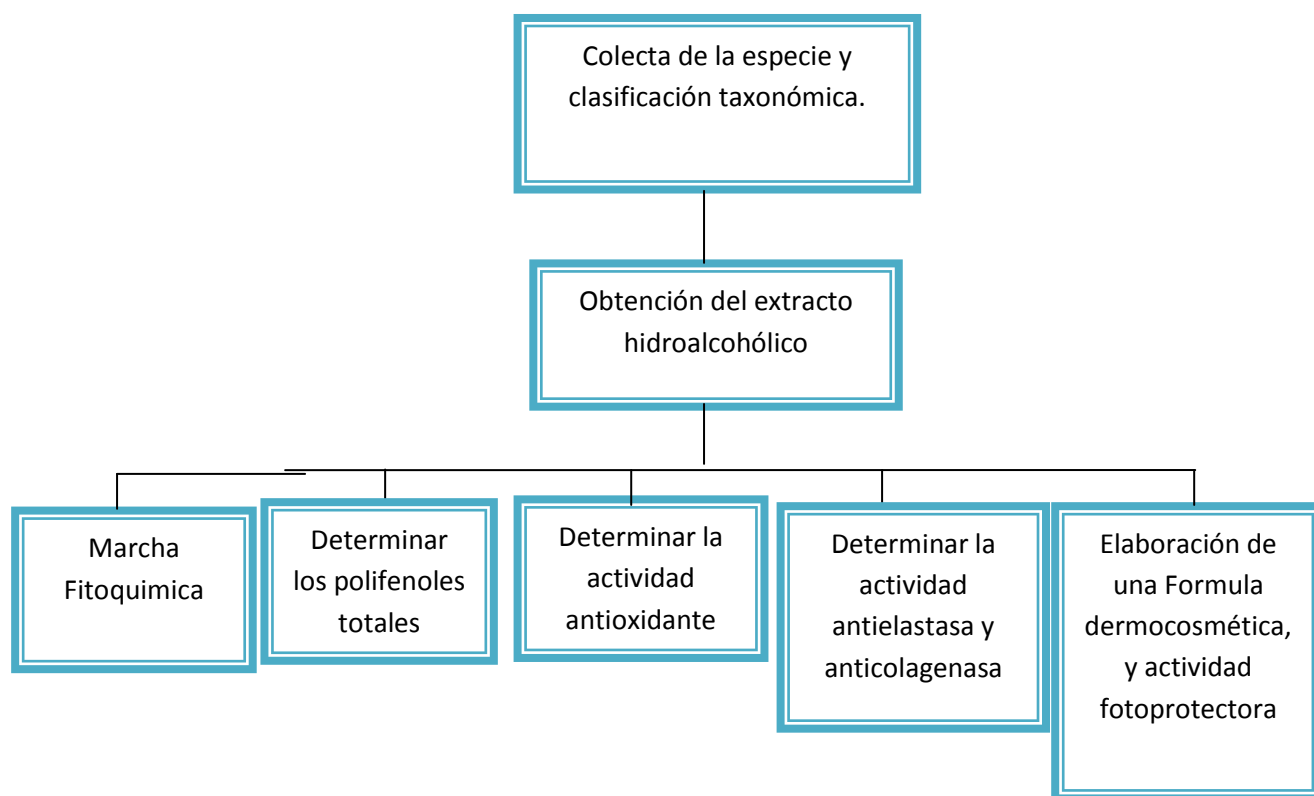 Colecta de la especie y
clasificación taxonómica.
Obtención del extracto
hidroalcohólico
Marcha
Fitoquimica
Determinar
los polifenoles
totales
Determinar la
actividad
antioxidante
Determinar la
actividad
antielastasa y
anticolagenasa
Elaboración de
una Formula
dermocosmética,
y actividad
fotoprotectora